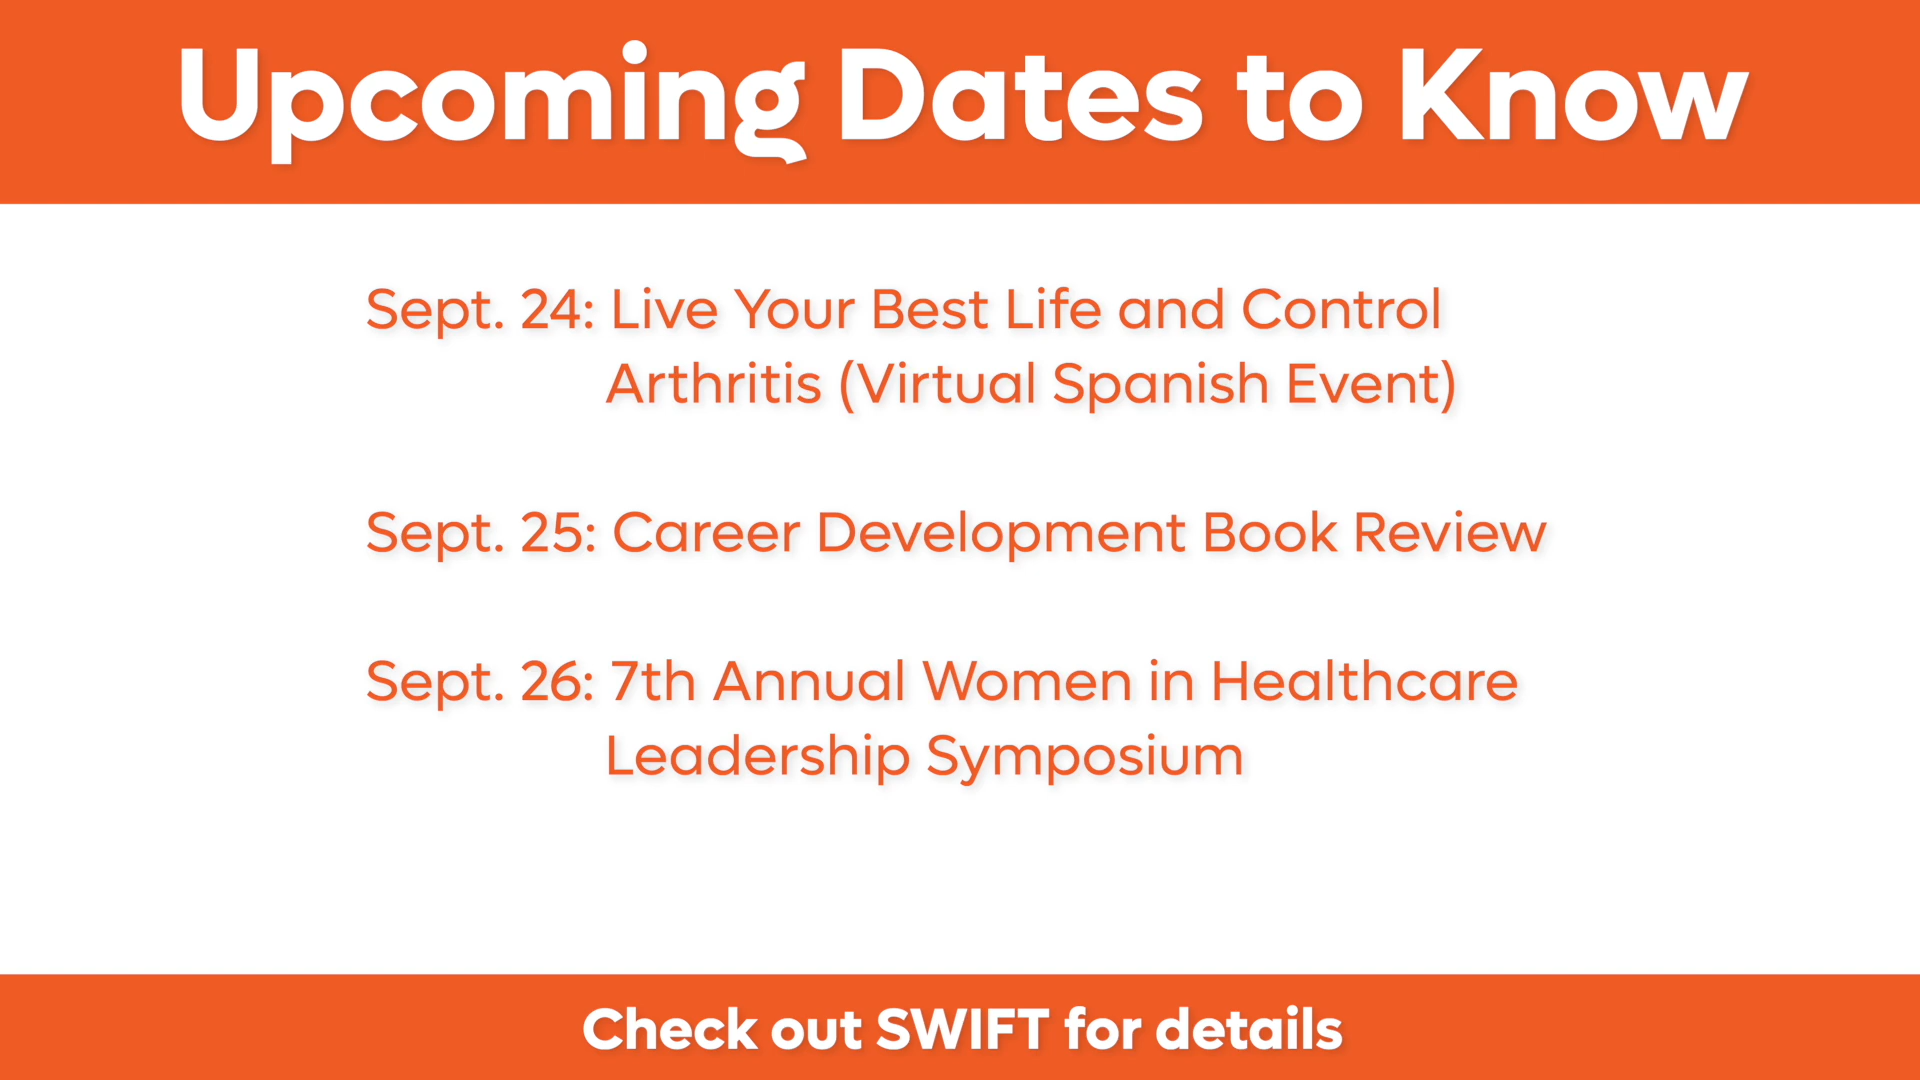 Upcoming Dates to Know
Sept. 24: Live Your Best Life and Control
Arthritis (Virtual Spanish Event)
Sept. 25: Career Development Book Review
Sept. 26: 7th Annual Women in Healthcare
Leadership Symposium
Check out SWIFT for details